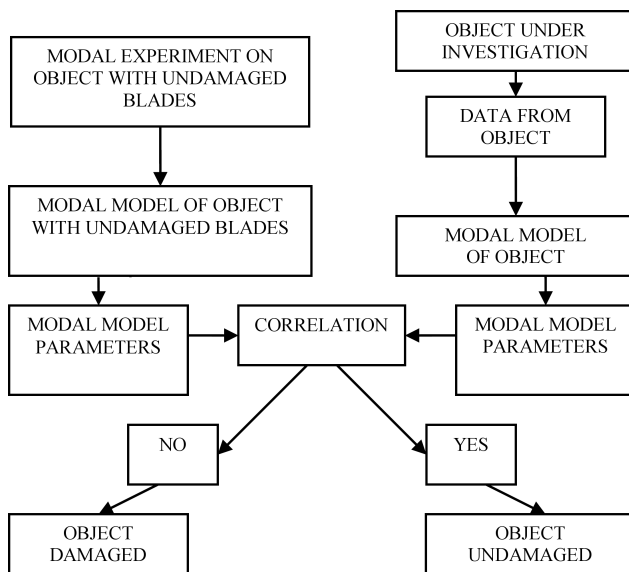 MODAL EXPERIMENT ON
OBJECT WITH UNDAMAGED
BLADES
OBJECT UNDER
INVESTIGATION
DATA FROM
OBJECT
MODAL MODEL OF OBJECT
WITH UNDAMAGED BLADES
MODAL MODEL
OF OBJECT
MODAL MODEL
PARAMETERS
CORRELATION
MODAL MODEL
PARAMETERS
NO
YES
OBJECT
DAMAGED
OBJECT
UNDAMAGED